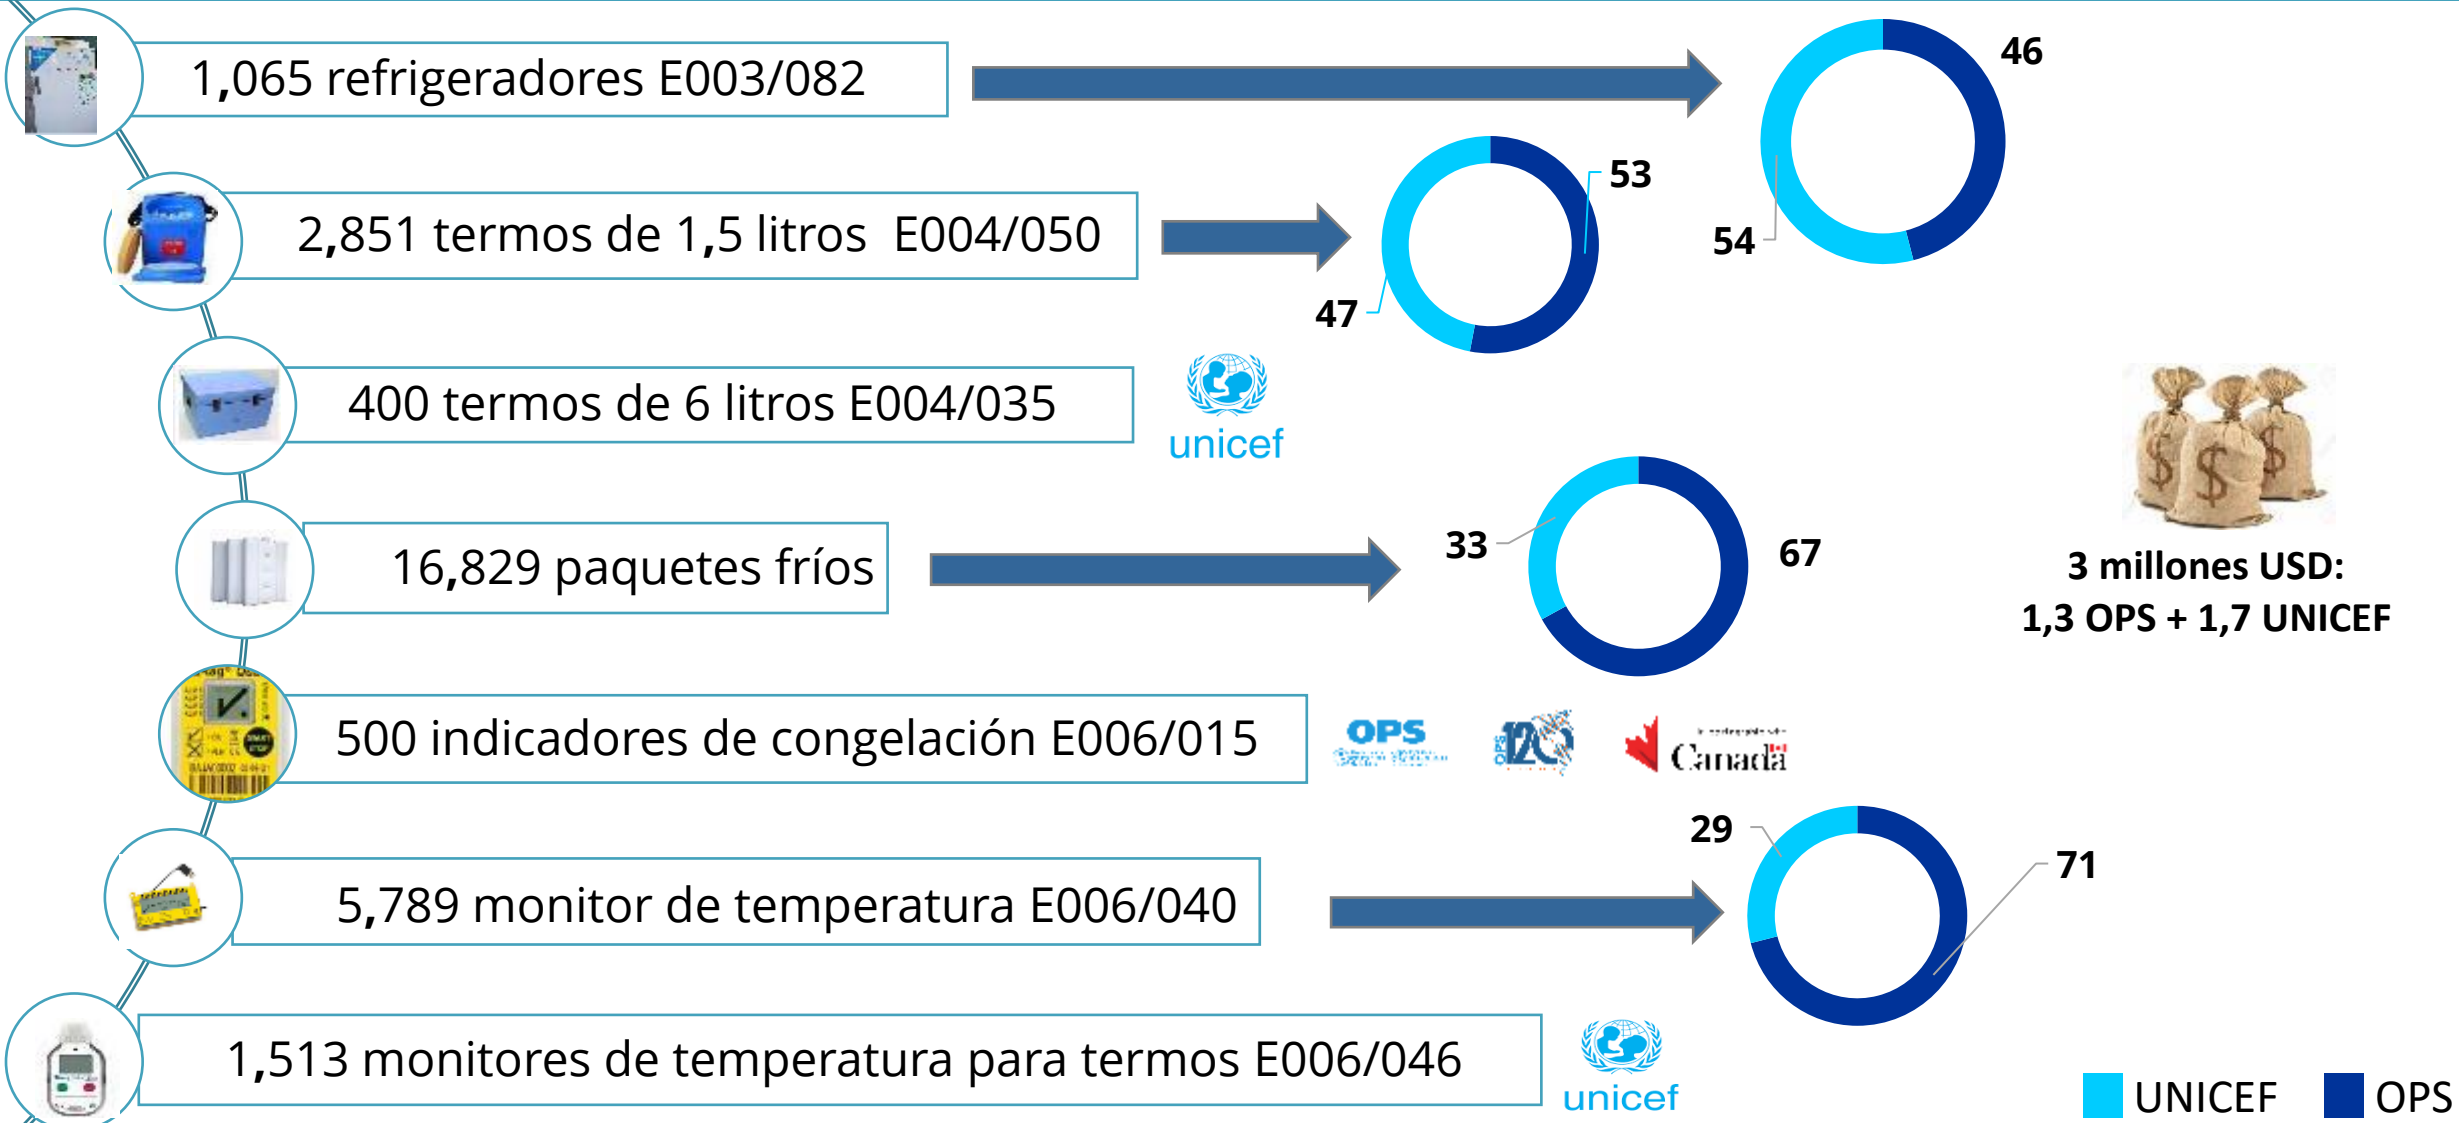 1,065 refrigeradores E003/082
46
54
2,851 termos de 1,5 litros E004/050
53
47
400 termos de 6 litros E004/035
unicef
16,829 paquetes fríos
33
67
3 millones USD:
1,3 OPS + 1,7 UNICEF
500 indicadores de congelación E006/015
OPS
OPS 120
Canada
5,789 monitor de temperatura E006/040
29
71
1,513 monitores de temperatura para termos E006/046
unicef
UNICEF
OPS